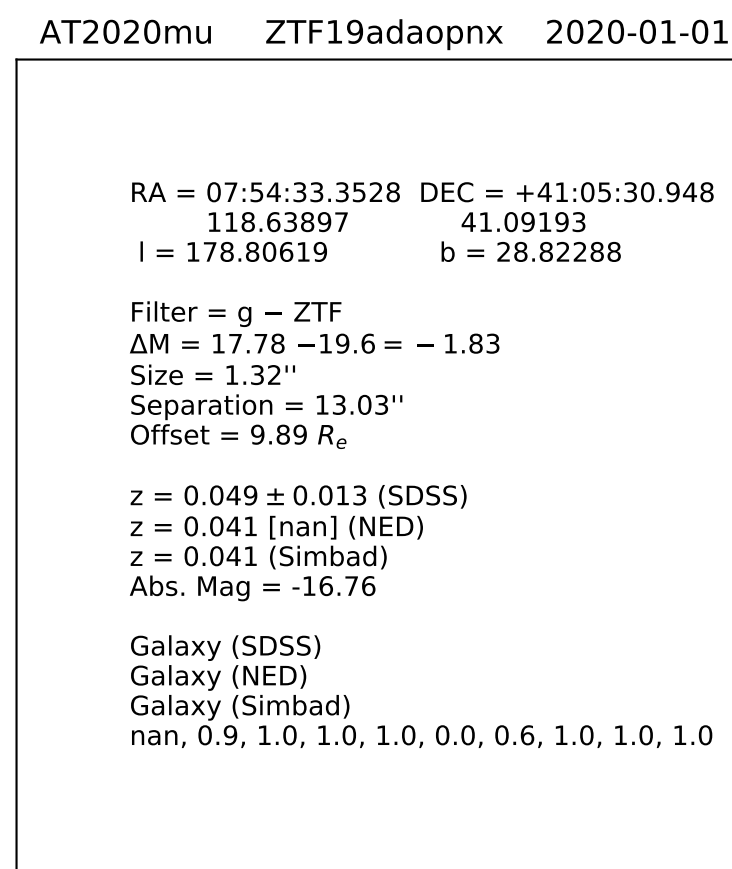 AT2020mu ZTF19adaopnx 2020-01-01
RA = 07:54:33.3528 DEC = +41:05:30.948
118.63897 41.09193
l = 178.80619 b = 28.82288
Filter = g − ZTF
ΔM = 17.78 −19.6 = − 1.83
Size = 1.32''
Separation = 13.03''
Offset = 9.89 Rₑ
z = 0.049 ± 0.013 (SDSS)
z = 0.041 [nan] (NED)
z = 0.041 (Simbad)
Abs. Mag = -16.76
Galaxy (SDSS)
Galaxy (NED)
Galaxy (Simbad)
nan, 0.9, 1.0, 1.0, 1.0, 0.0, 0.6, 1.0, 1.0, 1.0